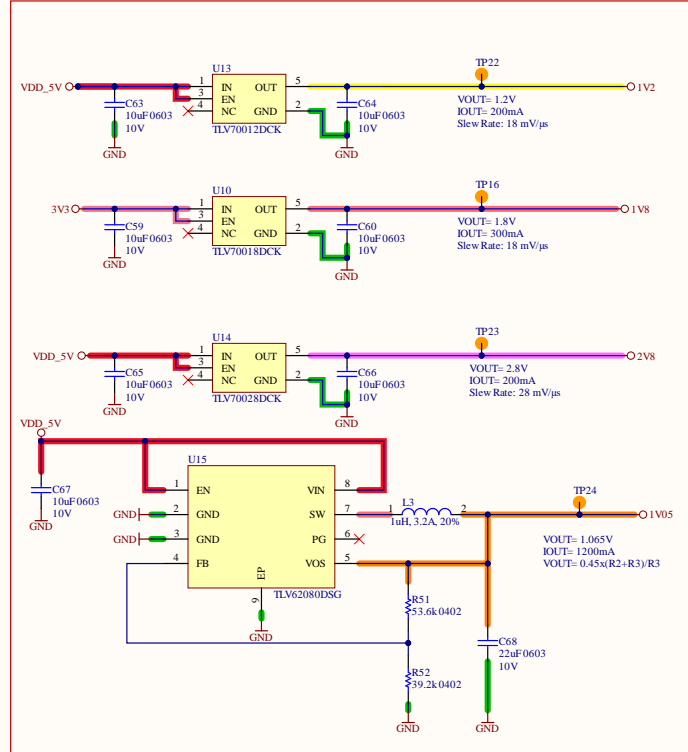 U13
TP22
VDD_5V
1 IN OUT 5
1V2
3 EN
4 NC GND 2
C63
10uF0603
10V
C64
10uF0603
10V
VOUT= 1.2V
IOUT= 200mA
Slew Rate: 18 mV/µs
TLV70012DCK
GND
GND
U10
TP16
3V3
1 IN OUT 5
1V8
3 EN
4 NC GND 2
C59
10uF0603
10V
C60
10uF0603
10V
VOUT= 1.8V
IOUT= 300mA
Slew Rate: 18 mV/µs
TLV70018DCK
GND
GND
U14
TP23
VDD_5V
1 IN OUT 5
2V8
3 EN
4 NC GND 2
C65
10uF0603
10V
C66
10uF0603
10V
VOUT= 2.8V
IOUT= 200mA
Slew Rate: 28 mV/µs
TLV70028DCK
GND
GND
VDD_5V
U15
C67
10uF0603
10V
GND
1 EN VIN 8
GND 2 GND SW 7
GND 3 GND PG 6
4 FB VOS 5
EP
9
TLV62080DSG
GND
L3
1 2
1uH, 3.2A, 20%
TP24
1V05
VOUT= 1.065V
IOUT= 1200mA
VOUT= 0.45x(R2+R3)/R3
R51
53.6k0402
R52
39.2k0402
C68
22uF0603
10V
GND
GND